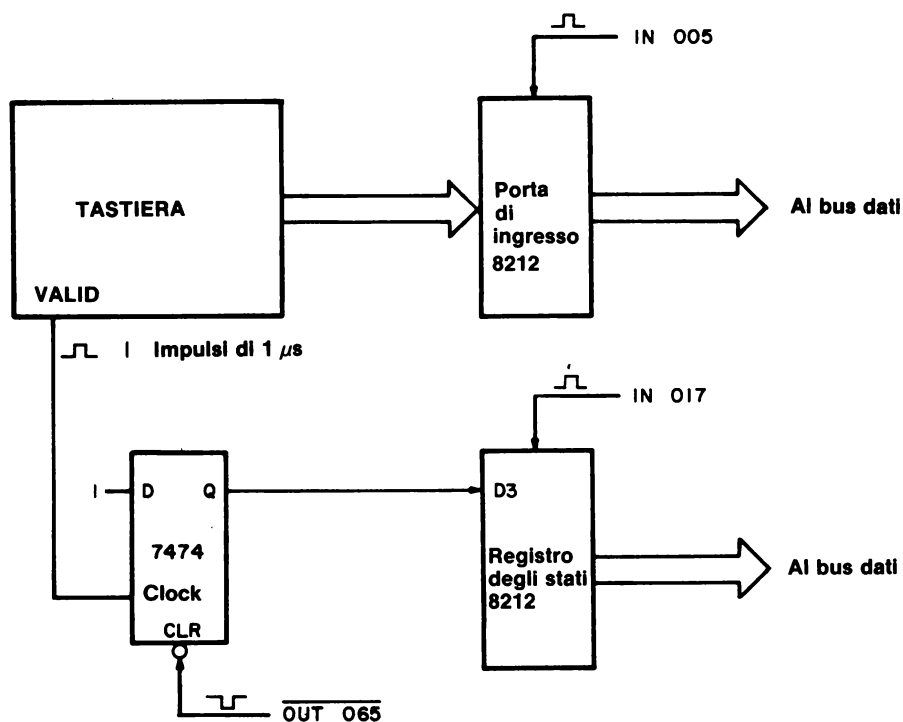 IN 005
TASTIERA
VALID
Porta
di
ingresso
8212
Al bus dati
1 Impulsi di 1 μs
IN 017
1
D
Q
7474
Clock
CLR
D3
Registro
degli stati
8212
Al bus dati
OUT 065